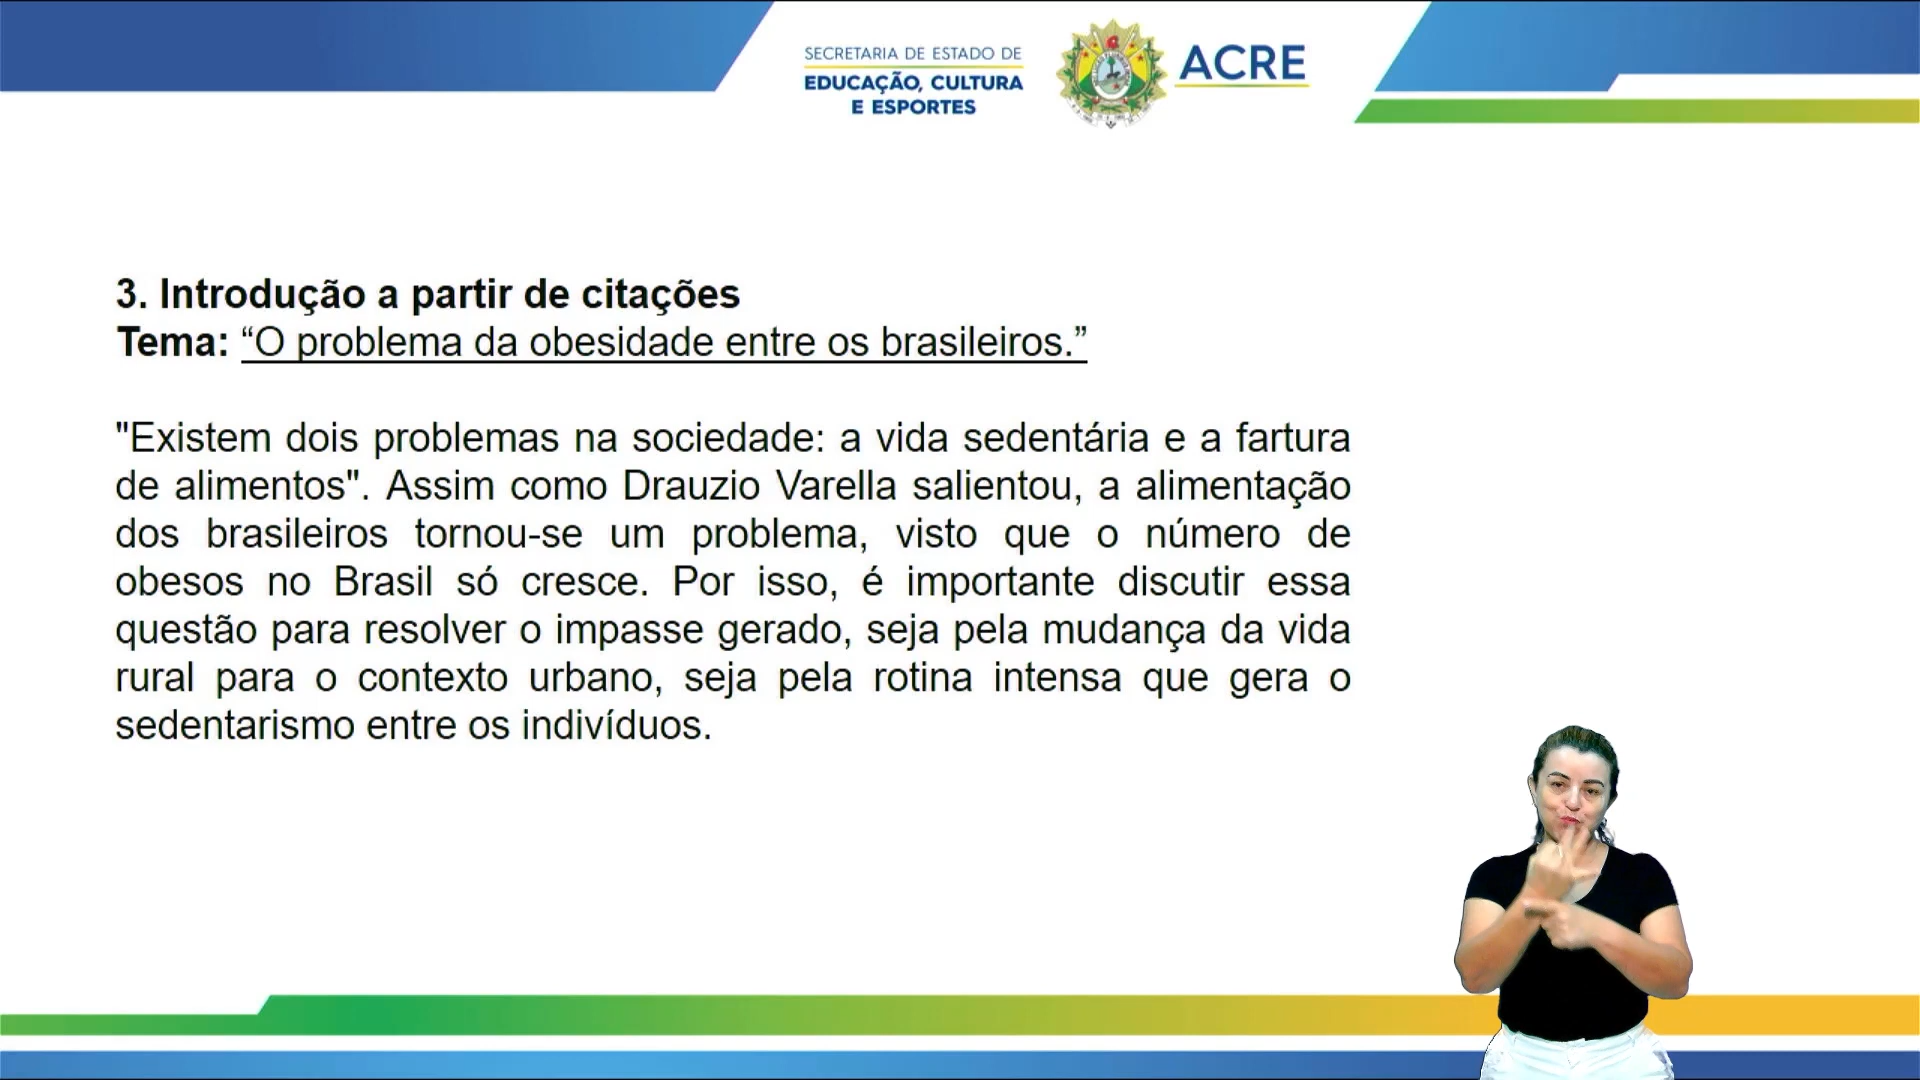 SECRETARIA DE ESTADO DE
EDUCAÇÃO, CULTURA
E ESPORTES
ACRE
3. Introdução a partir de citações
Tema: “O problema da obesidade entre os brasileiros.”
"Existem dois problemas na sociedade: a vida sedentária e a fartura
de alimentos". Assim como Drauzio Varella salientou, a alimentação
dos brasileiros tornou-se um problema, visto que o número de
obesos no Brasil só cresce. Por isso, é importante discutir essa
questão para resolver o impasse gerado, seja pela mudança da vida
rural para o contexto urbano, seja pela rotina intensa que gera o
sedentarismo entre os indivíduos.